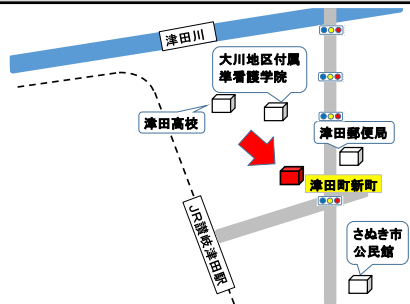 津田川
大川地区付属
準看護学院
津田高校
津田郵便局
津田町新町
JR讃岐津田駅
さぬき市
公民館